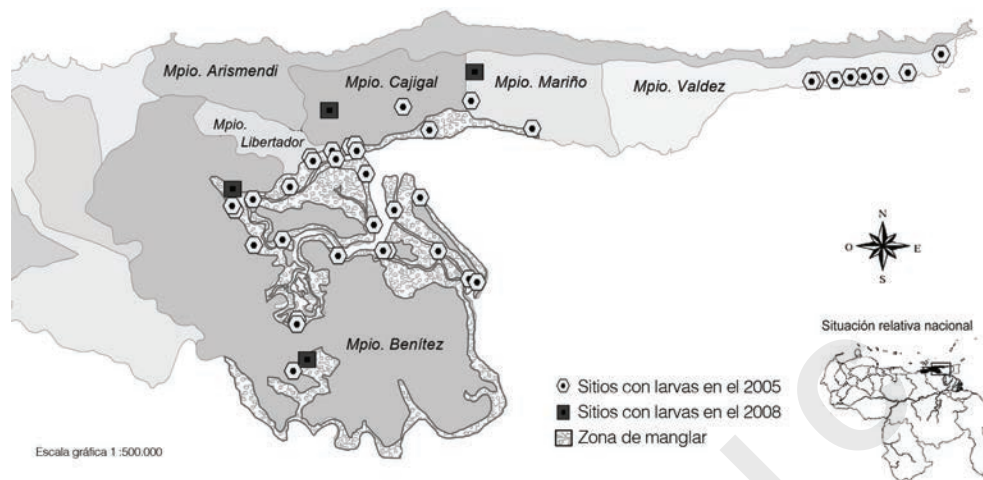 Mpio. Arismendi
Mpio. Cajigal
Mpio. Mariño
Mpio. Valdez
Mpio.
Libertador
N
O
E
S
Situación relativa nacional
Mpio. Benítez
Sitios con larvas en el 2005
Sitios con larvas en el 2008
Zona de manglar
Escala gráfica 1 :500.000